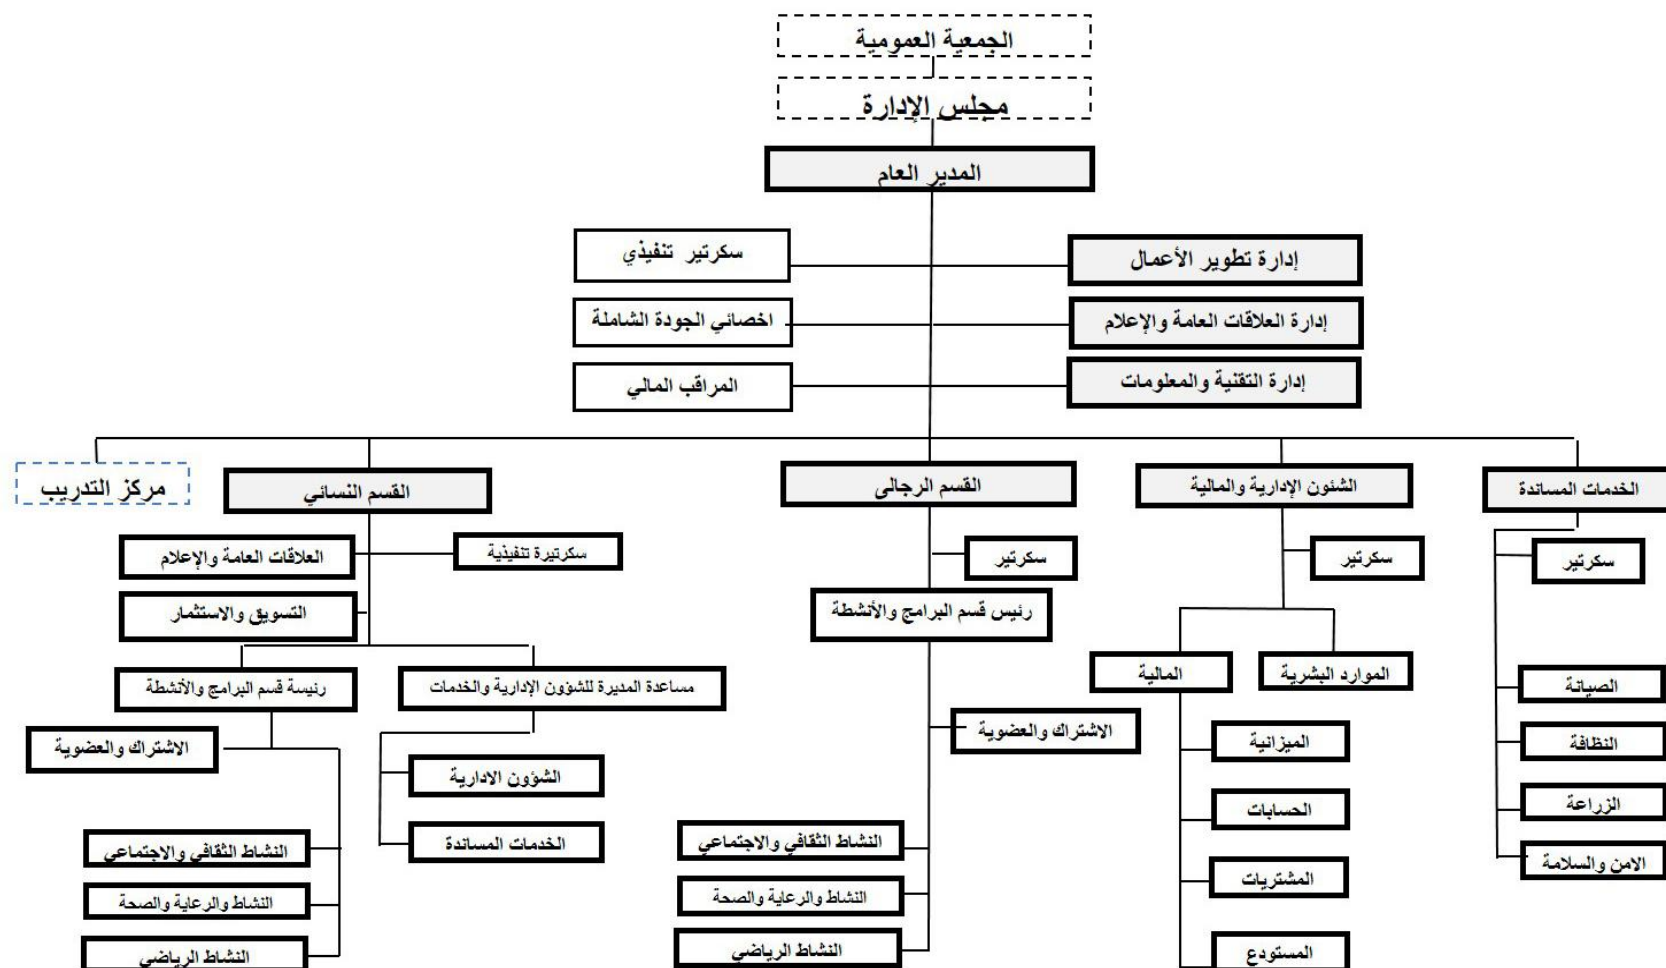 الجمعية العمومية
مجلس الإدارة
المدير العام
إدارة تطوير الأعمال
سكرتير تنفيذي
إدارة العلاقات العامة والإعلام
اخصائي الجودة الشاملة
إدارة التقنية والمعلومات
المراقب المالي
الخدمات المساندة
الشئون الإدارية والمالية
القسم الرجالى
القسم النسائي
مركز التدريب
سكرتير
سكرتير
سكرتير
سكرتيرة تنفيذية
العلاقات العامة والإعلام
رئيس قسم البرامج والأنشطة
التسويق والاستثمار
الصيانة
الموارد البشرية
المالية
مساعدة المديرة للشؤون الإدارية والخدمات
رئيسة قسم البرامج والأنشطة
النظافة
الميزانية
الاشتراك والعضوية
الاشتراك والعضوية
الشؤون الادارية
الزراعة
الحسابات
النشاط الثقافي والاجتماعي
الخدمات المساندة
النشاط الثقافي والاجتماعي
الامن والسلامة
المشتريات
النشاط والرعاية والصحة
النشاط والرعاية والصحة
المستودع
النشاط الرياضي
النشاط الرياضي